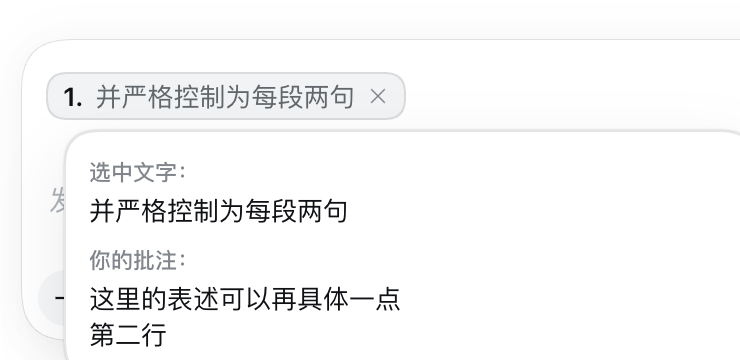 1. 并严格控制为每段两句 ×
选中文字：
并严格控制为每段两句
你的批注：
这里的表述可以再具体一点
第二行